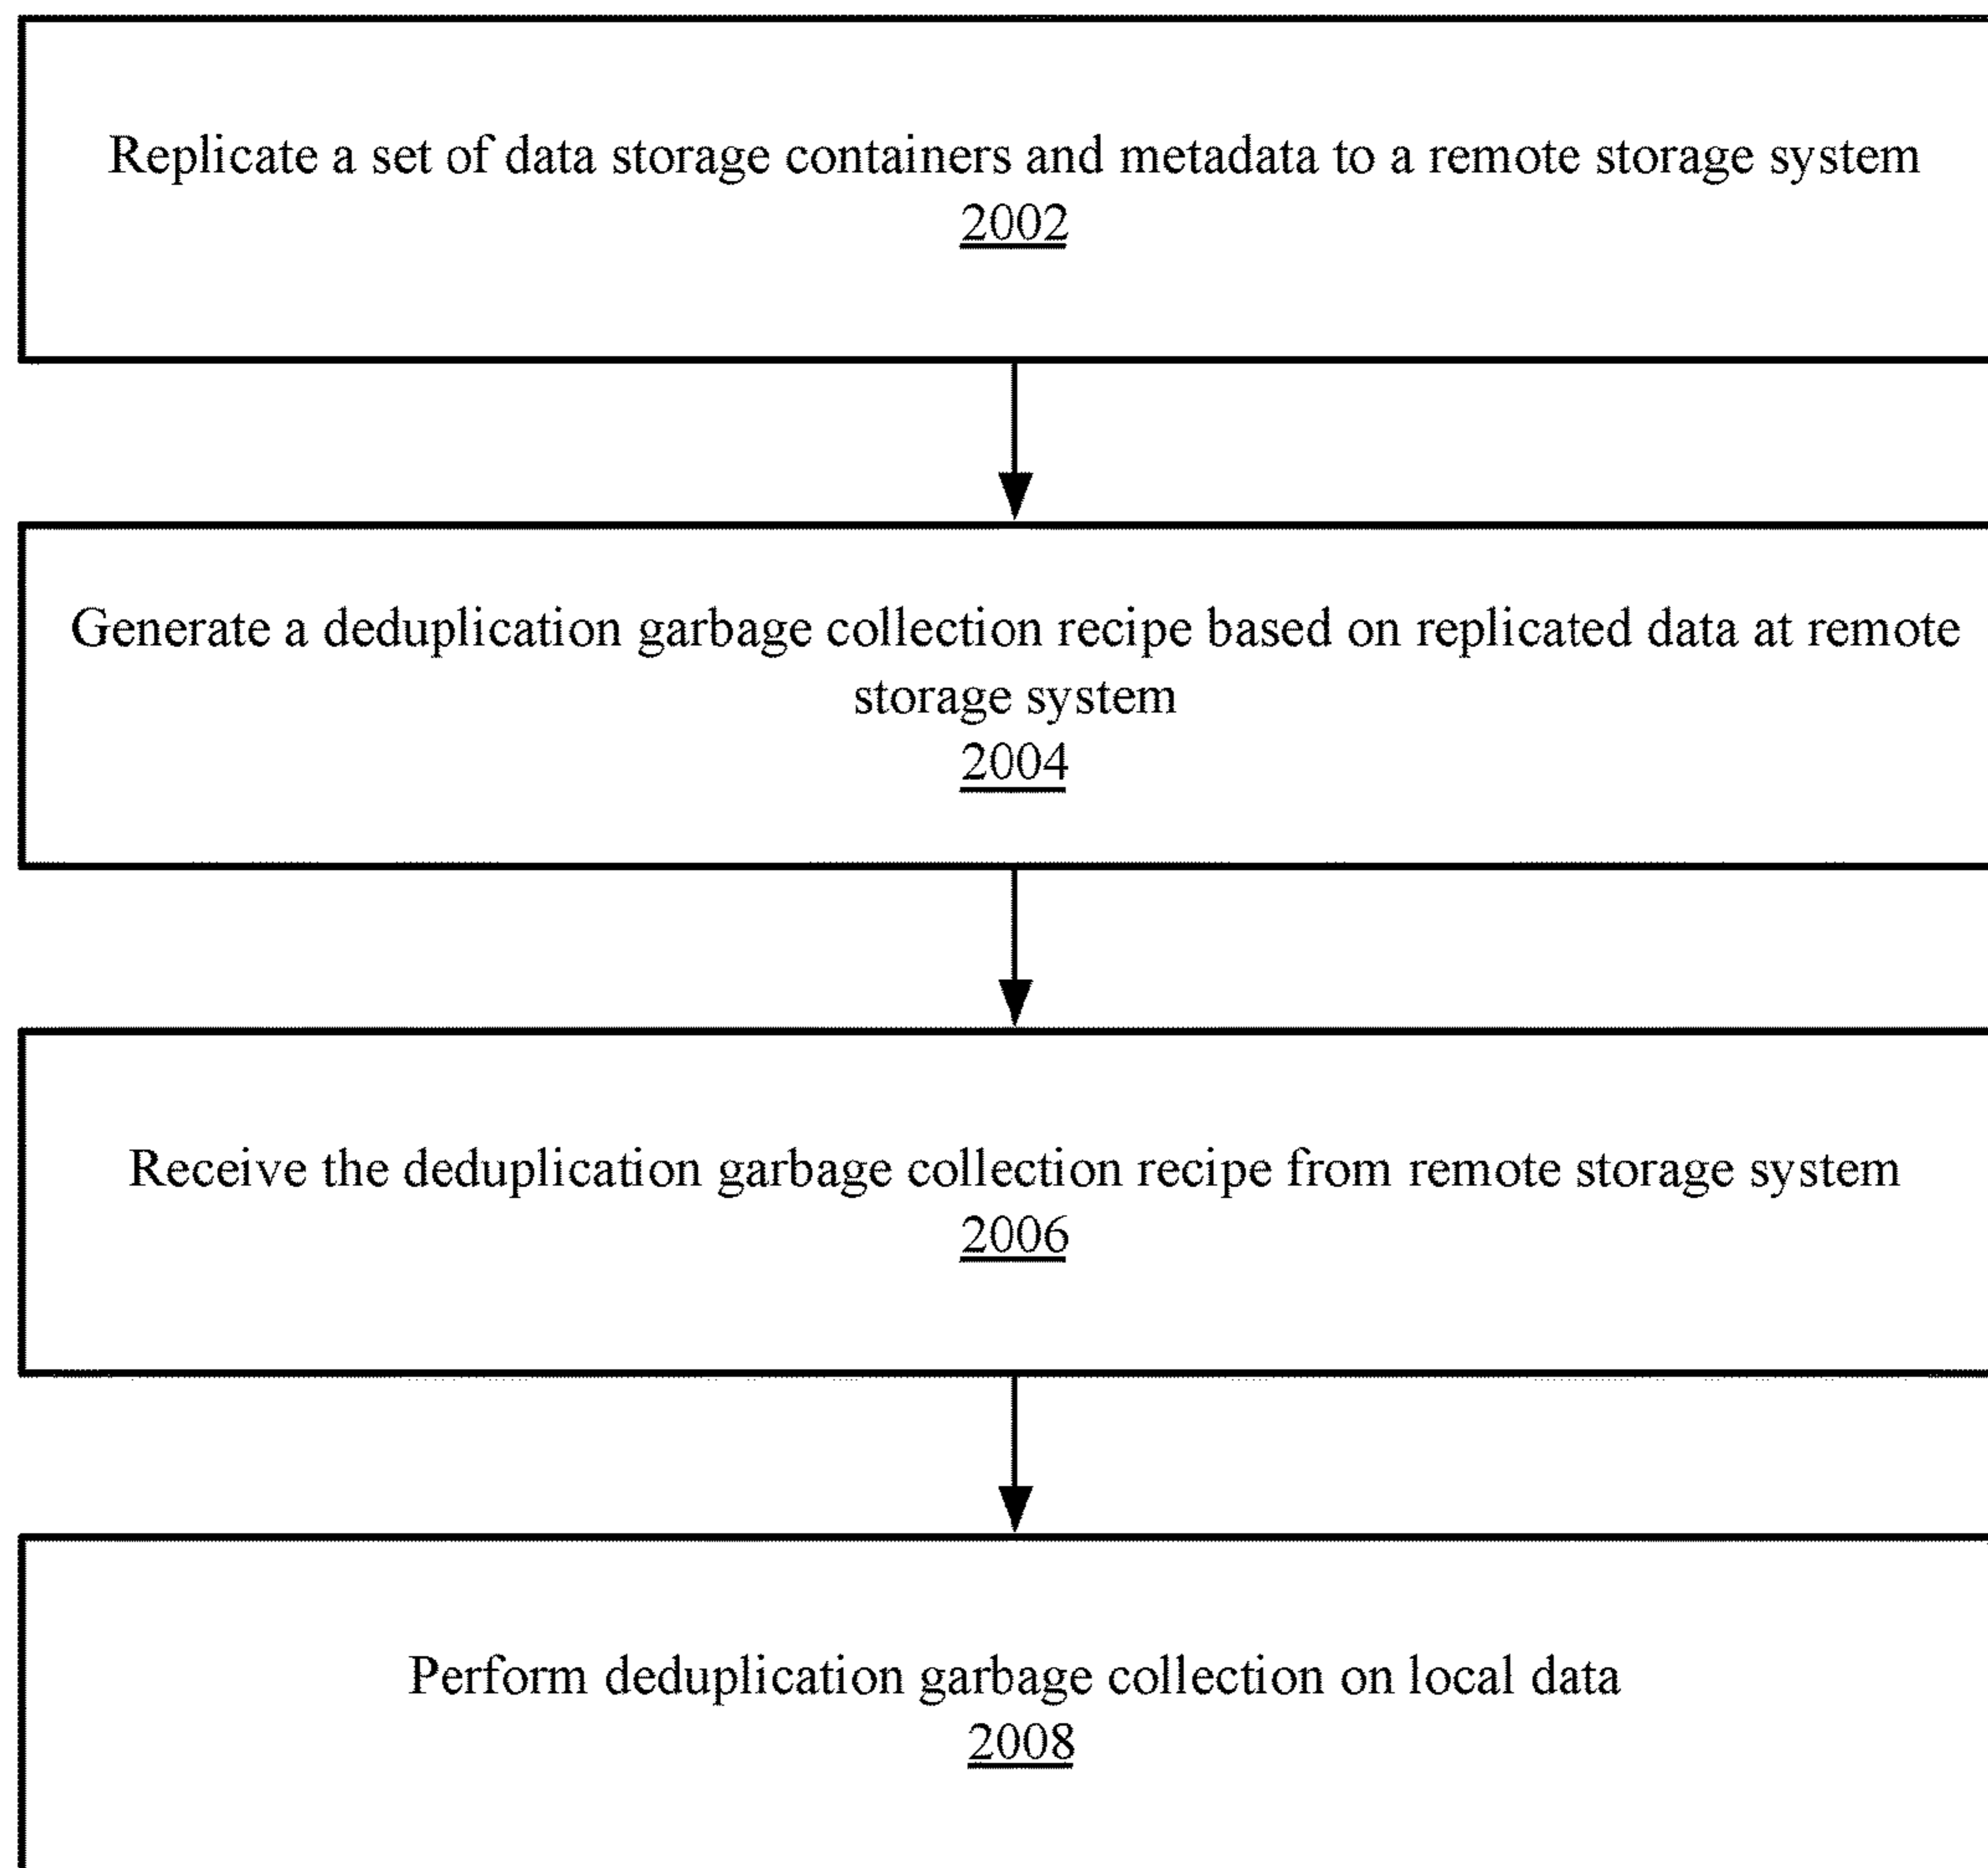 Replicate a set of data storage containers and metadata to a remote storage system
2002
Generate a deduplication garbage collection recipe based on replicated data at remote
storage system
2004
Receive the deduplication garbage collection recipe from remote storage system
2006
Perform deduplication garbage collection on local data
2008